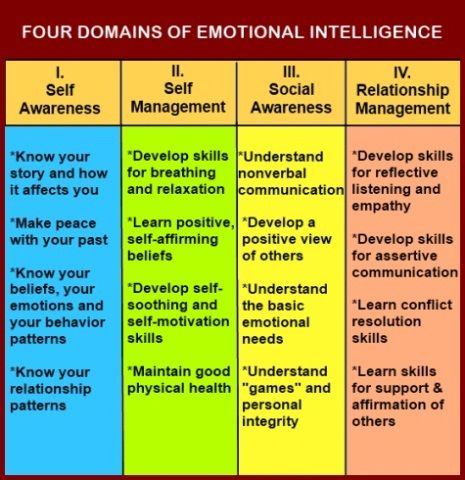 FOUR DOMAINS OF EMOTIONAL INTELLIGENCE
I.
Self
Awareness
*Know your
story and how
it affects you
*Make peace
with your past
*Know your
beliefs, your
emotions and
your behavior
patterns
*Know your
relationship
patterns
II.
Self
Management
*Develop skills
for breathing
and relaxation
*Learn positive,
self-affirming
beliefs
*Develop self-
soothing and
self-motivation
skills
*Maintain good
physical health
III.
Social
Awareness
*Understand
nonverbal
communication
*Develop a
positive view
of others
*Understand
the basic
emotional
needs
*Understand
"games" and
personal
integrity
IV.
Relationship
Management
*Develop skills
for reflective
listening and
empathy
*Develop skills
for assertive
communication
*Learn conflict
resolution
skills
*Learn skills
for support &
affirmation of
others